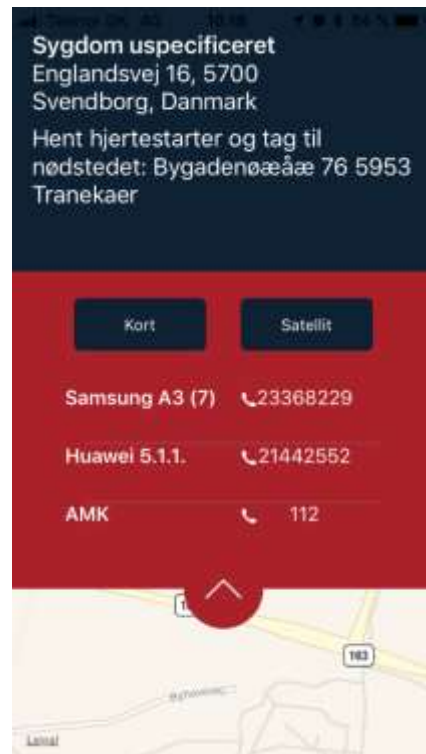 Sygdom uspecificeret
Englandsvej 16, 5700
Svendborg, Danmark
Hent hjertestarter og tag til
nødstedet: Bygadenøæåæ 76 5953
Tranekaer
Kort
Satellit
Samsung A3 (7) 23368229
Huawei 5.1.1. 21442552
AMK 112
163
Legal